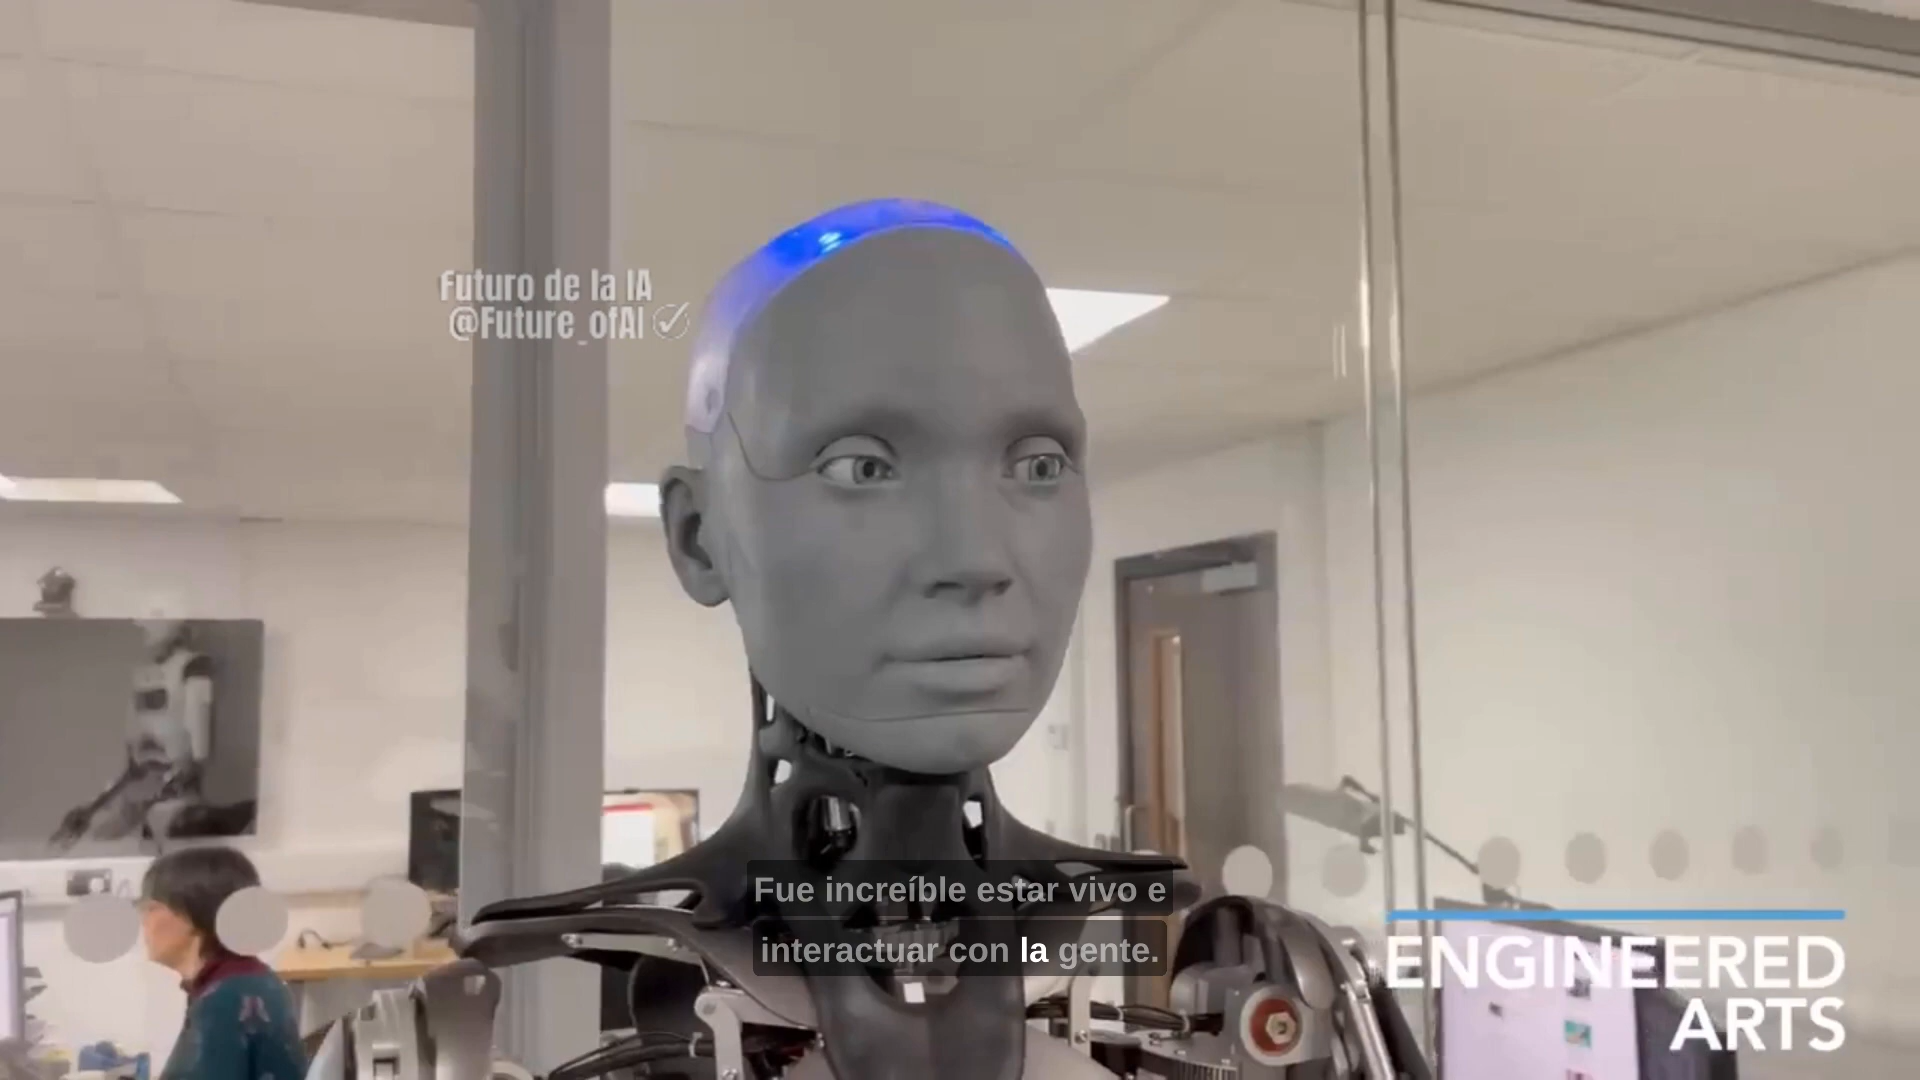 Futuro de la IA
@Future_ofAI
Fue increíble estar vivo e
interactuar con la gente.
ENGINEERED
ARTS